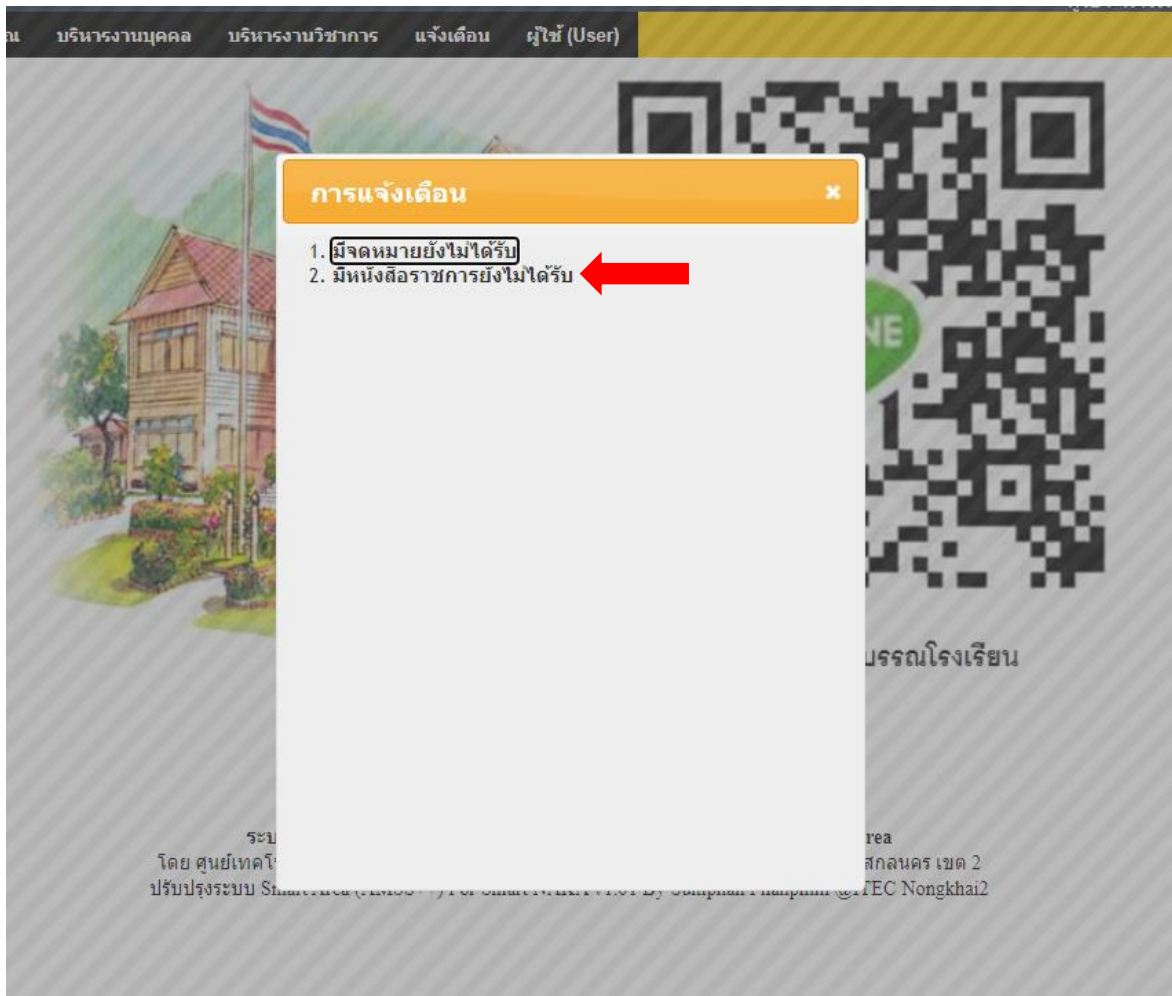 บริหารงานบุคคล บริหารงานวิชาการ แจ้งเตือน ผู้ใช้ (User)
การแจ้งเตือน
1. มีจดหมายยังไม่ได้รับ
2. มีหนังสือราชการยังไม่ได้รับ
NE
บรรณโรงเรียน
ระบ rea
โดย ศูนย์เทคโ สกลนคร เขต 2
ปรับปรุงระบบ @ITEC Nongkhai2